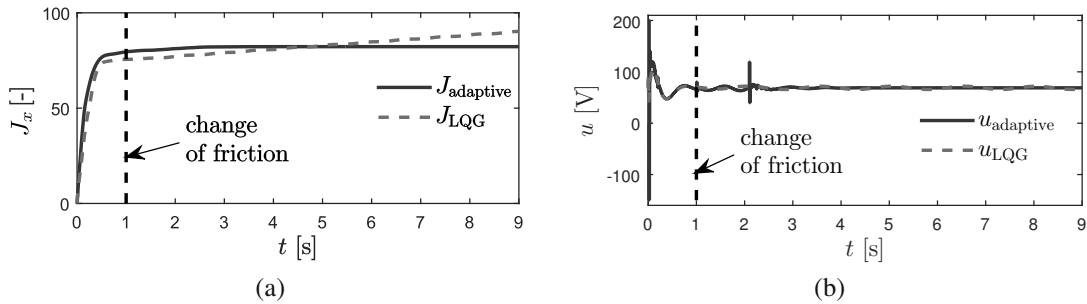 100
50
0
J_x [-]
J_adaptive
J_LQG
change
of friction
0 1 2 3 4 5 6 7 8 9
t [s]
(a)
200
100
0
-100
u [V]
u_adaptive
u_LQG
change
of friction
0 1 2 3 4 5 6 7 8 9
t [s]
(b)